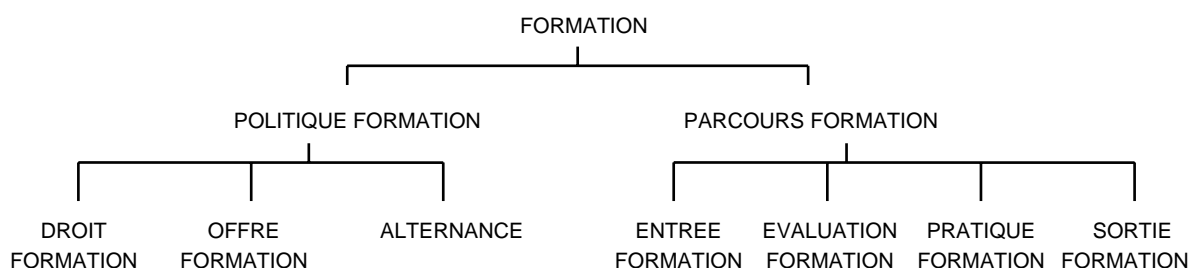 FORMATION
POLITIQUE FORMATION
PARCOURS FORMATION
DROIT FORMATION
OFFRE FORMATION
ALTERNANCE
ENTREE FORMATION
EVALUATION FORMATION
PRATIQUE FORMATION
SORTIE FORMATION